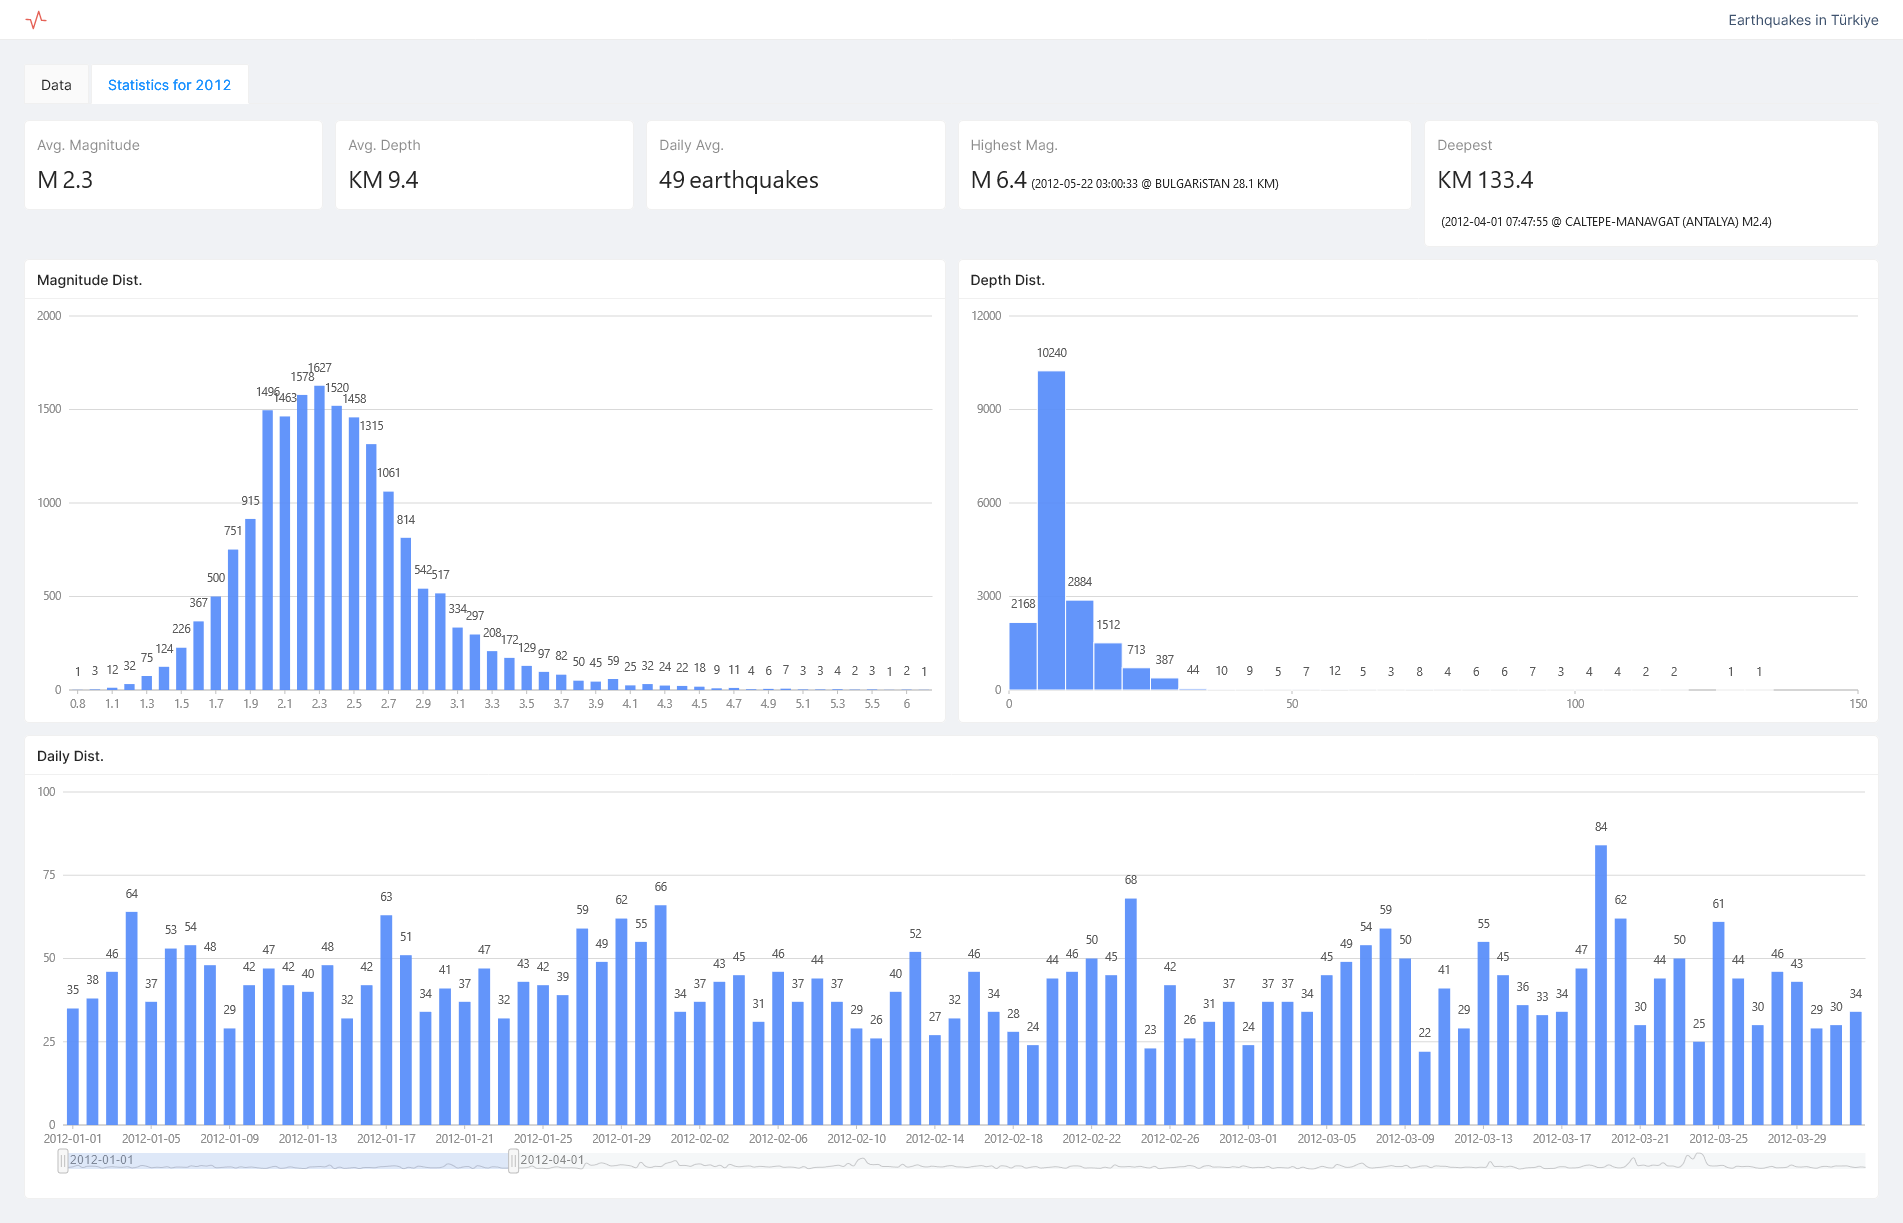 Earthquakes in Türkiye
Data
Statistics for 2012
Avg. Magnitude
M 2.3
Avg. Depth
KM 9.4
Daily Avg.
49 earthquakes
Highest Mag.
M 6.4 (2012-05-22 03:00:33 @ BULGARiSTAN 28.1 KM)
Deepest
KM 133.4
(2012-04-01 07:47:55 @ CALTEPE-MANAVGAT (ANTALYA) M2.4)
Magnitude Dist.
2000
1500
1000
500
0
1 3 12 32 75 124 226 367 500 751 915 1496 1463 1578 1627 1520 1458 1315 1061 814 542 517 334 297 208 172 129 97 82 50 45 59 25 32 24 22 18 9 11 4 6 7 3 3 4 2 3 1 2 1
0.8 1.1 1.3 1.5 1.7 1.9 2.1 2.3 2.5 2.7 2.9 3.1 3.3 3.5 3.7 3.9 4.1 4.3 4.5 4.7 4.9 5.1 5.3 5.5 6
Depth Dist.
12000
9000
6000
3000
0
2168 10240 2884 1512 713 387 44 10 9 5 7 12 5 3 8 4 6 6 7 3 4 4 2 2 1 1
0 50 100 150
Daily Dist.
100
75
50
25
0
35 38 46 64 37 53 54 48 29 42 47 42 40 48 32 42 63 51 34 41 37 47 32 43 42 39 59 49 62 55 66 34 37 43 45 31 46 37 44 37 29 26 40 52 27 32 46 34 28 24 44 46 50 45 68 23 42 26 31 37 24 37 37 34 45 49 54 59 50 22 41 29 55 45 36 33 34 47 84 62 30 44 50 25 61 44 30 46 43 29 30 34
2012-01-01 2012-01-05 2012-01-09 2012-01-13 2012-01-17 2012-01-21 2012-01-25 2012-01-29 2012-02-02 2012-02-06 2012-02-10 2012-02-14 2012-02-18 2012-02-22 2012-02-26 2012-03-01 2012-03-05 2012-03-09 2012-03-13 2012-03-17 2012-03-21 2012-03-25 2012-03-29
2012-01-01 2012-04-01